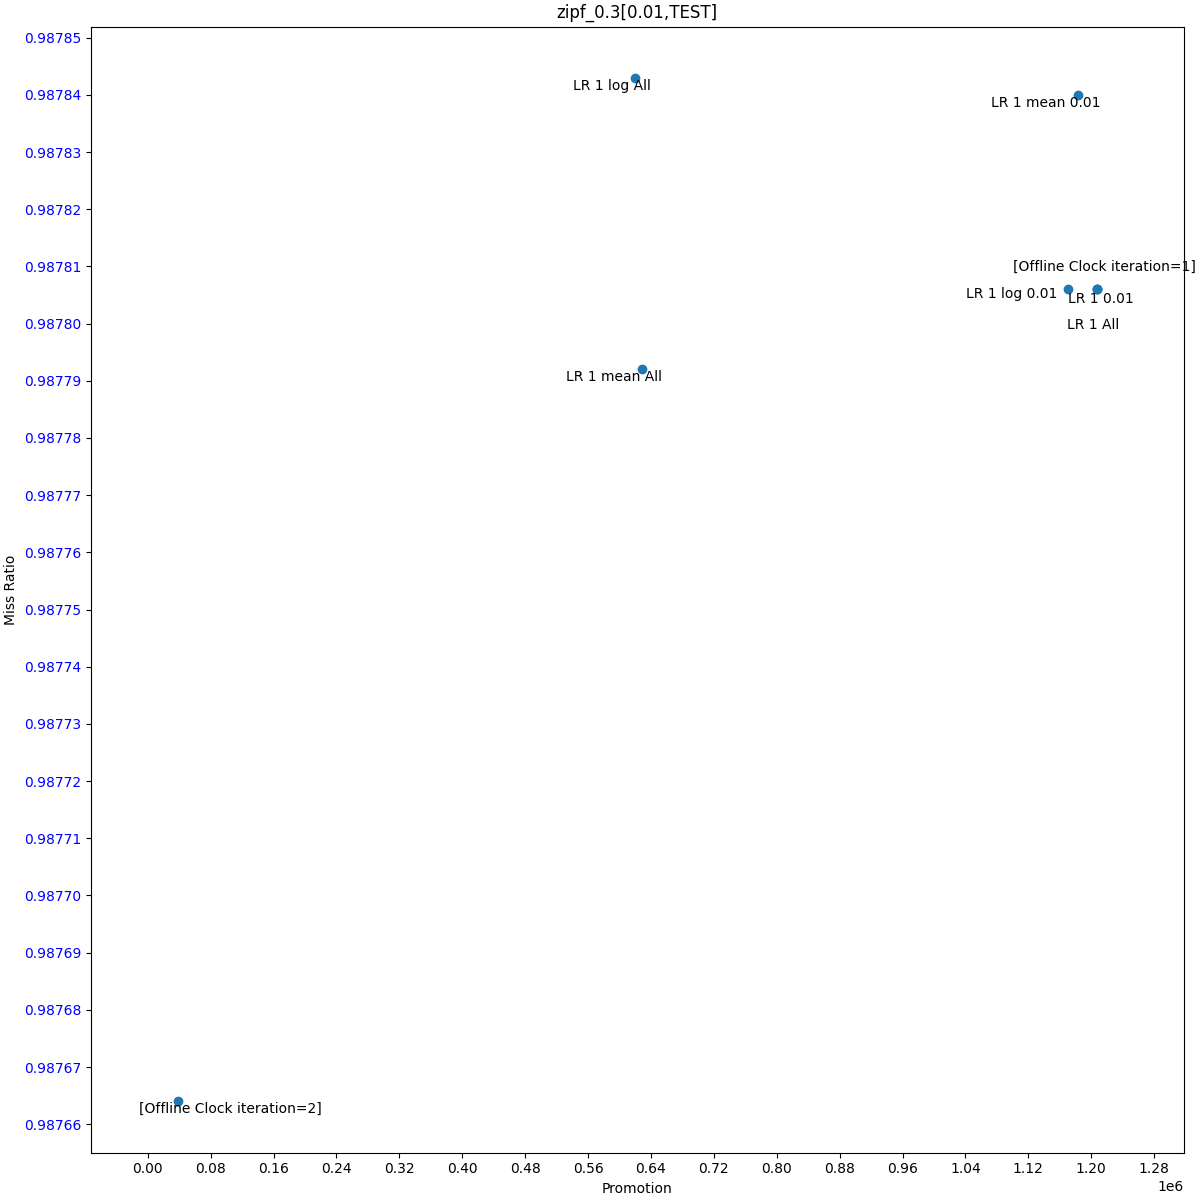 zipf_0.3[0.01,TEST]
0.98785
0.98784
0.98783
0.98782
0.98781
0.98780
0.98779
0.98778
0.98777
0.98776
0.98775
0.98774
0.98773
0.98772
0.98771
0.98770
0.98769
0.98768
0.98767
0.98766
Miss Ratio
LR 1 log All
LR 1 mean 0.01
[Offline Clock iteration=1]
LR 1 log 0.01
LR 1 0.01
LR 1 All
LR 1 mean All
[Offline Clock iteration=2]
0.00 0.08 0.16 0.24 0.32 0.40 0.48 0.56 0.64 0.72 0.80 0.88 0.96 1.04 1.12 1.20 1.28
1e6
Promotion